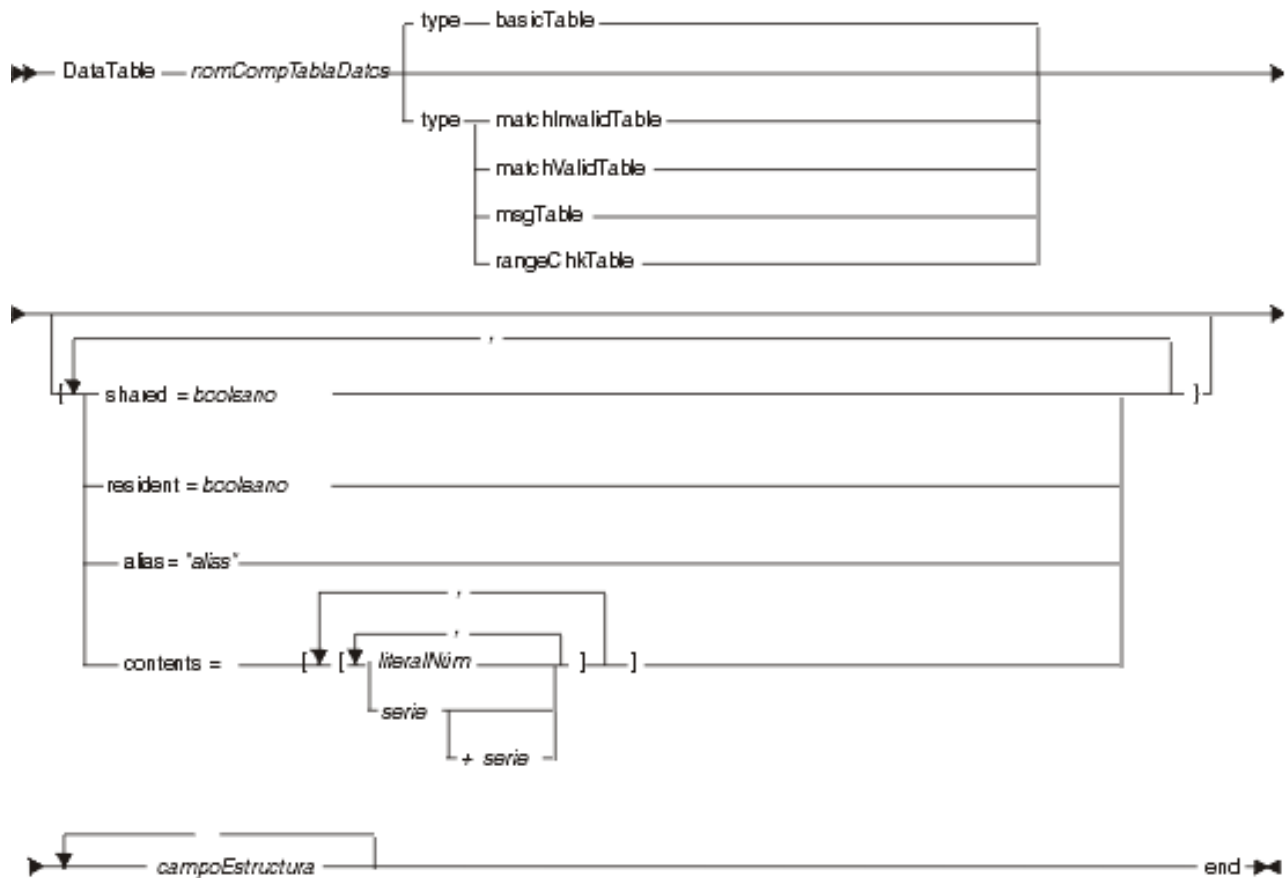 type basicTable
DataTable nomCompTablaDatos
type matchInvalidTable
matchValidTable
msgTable
rangeChkTable
,
{ shared = booleano }
resident = booleano
alias = "alias"
,
,
contents = [ [ literalNúm ] ]
serie
+ serie
campoEstructura end